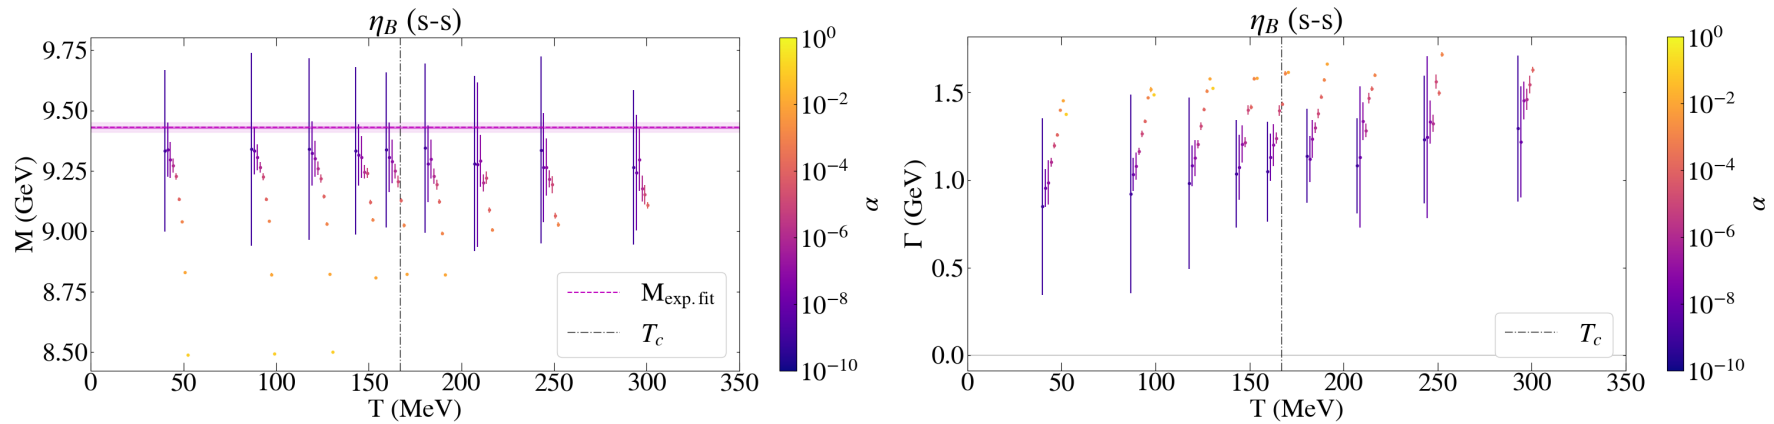 η_B (s-s)
M (GeV)
9.75
9.50
9.25
9.00
8.75
8.50
0 50 100 150 200 250 300 350
T (MeV)
M_exp. fit
T_c
10^0
10^−2
10^−4
10^−6
10^−8
10^−10
α
η_B (s-s)
Γ (GeV)
1.5
1.0
0.5
0.0
0 50 100 150 200 250 300 350
T (MeV)
T_c
10^0
10^−2
10^−4
10^−6
10^−8
10^−10
α